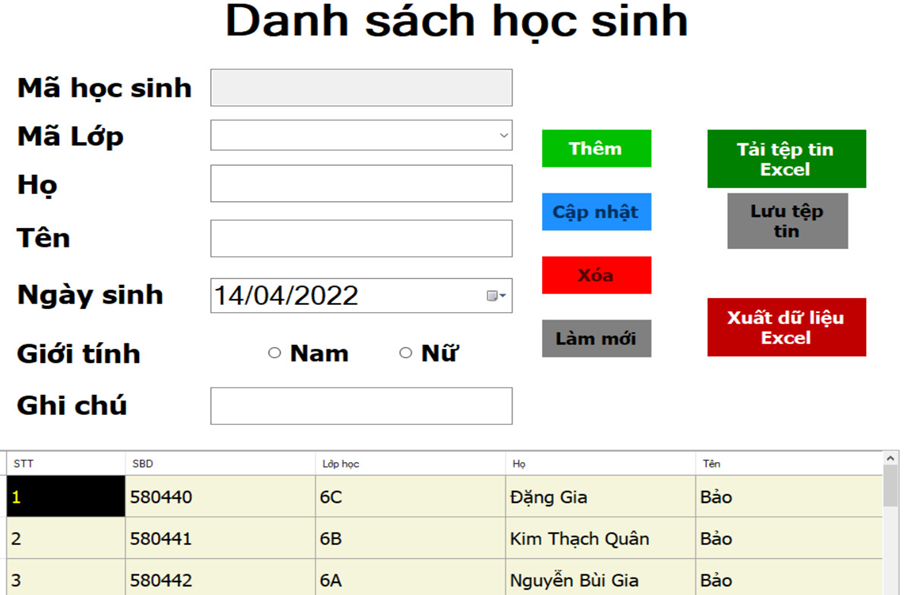 Danh sách học sinh
Mã học sinh
Mã Lớp
Họ
Tên
Ngày sinh
14/04/2022
Giới tính
Nam
Nữ
Ghi chú
Thêm
Cập nhật
Xóa
Làm mới
Tải tệp tin
Excel
Lưu tệp
tin
Xuất dữ liệu
Excel
STT SBD Lớp học Họ Tên
1 580440 6C Đặng Gia Bảo
2 580441 6B Kim Thạch Quân Bảo
3 580442 6A Nguyễn Bùi Gia Bảo